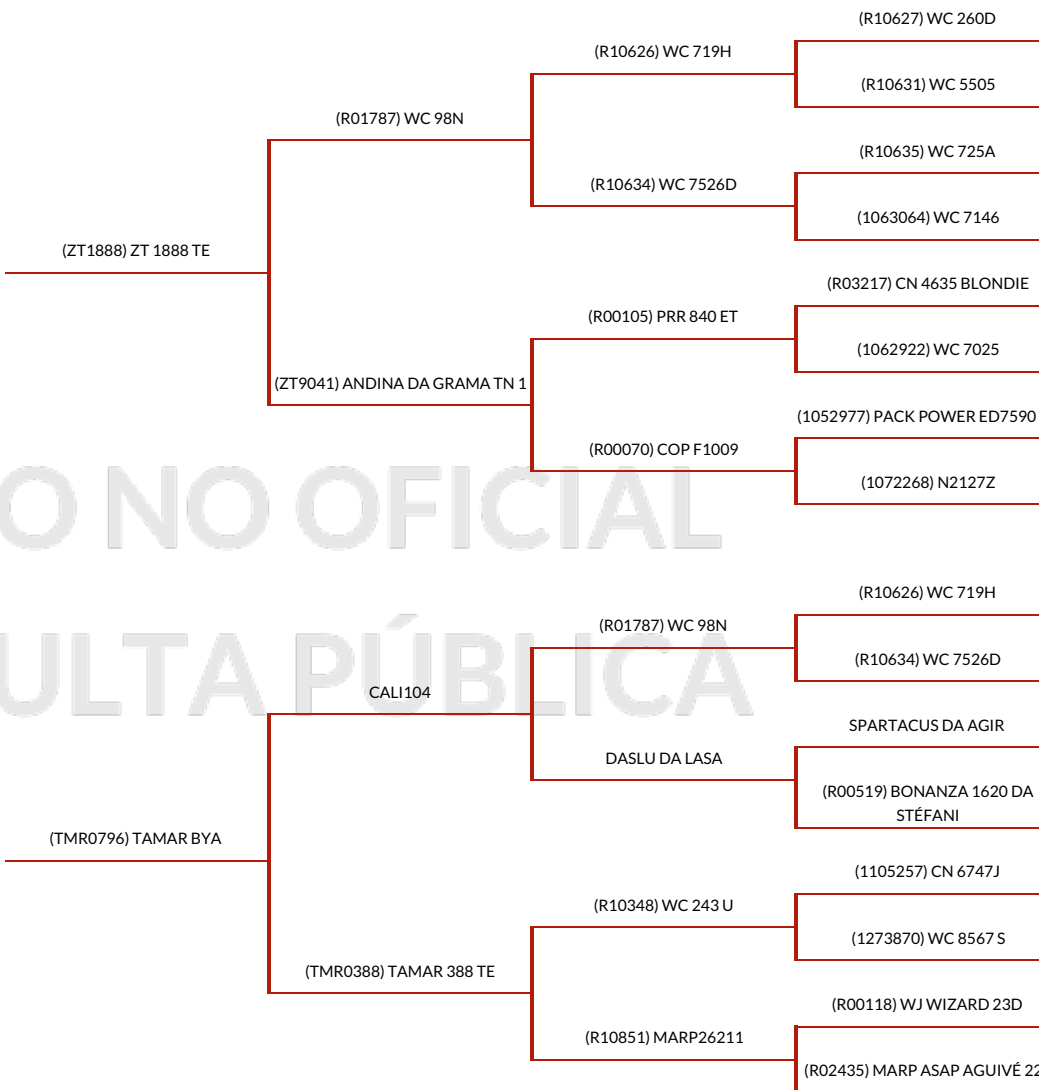 (R10627) WC 260D
(R10626) WC 719H
(R10631) WC 5505
(R01787) WC 98N
(R10635) WC 725A
(R10634) WC 7526D
(1063064) WC 7146
(ZT1888) ZT 1888 TE
(R03217) CN 4635 BLONDIE
(R00105) PRR 840 ET
(1062922) WC 7025
(ZT9041) ANDINA DA GRAMA TN 1
(1052977) PACK POWER ED7590
(R00070) COP F1009
(1072268) N2127Z
O NO OFICIAL
(R10626) WC 719H
(R01787) WC 98N
(R10634) WC 7526D
ULTA PÚBLICA
CALI104
SPARTACUS DA AGIR
DASLU DA LASA
(R00519) BONANZA 1620 DA
STÉFANI
(TMR0796) TAMAR BYA
(1105257) CN 6747J
(R10348) WC 243 U
(1273870) WC 8567 S
(TMR0388) TAMAR 388 TE
(R00118) WJ WIZARD 23D
(R10851) MARP26211
(R02435) MARP ASAP AGUIVÉ 22